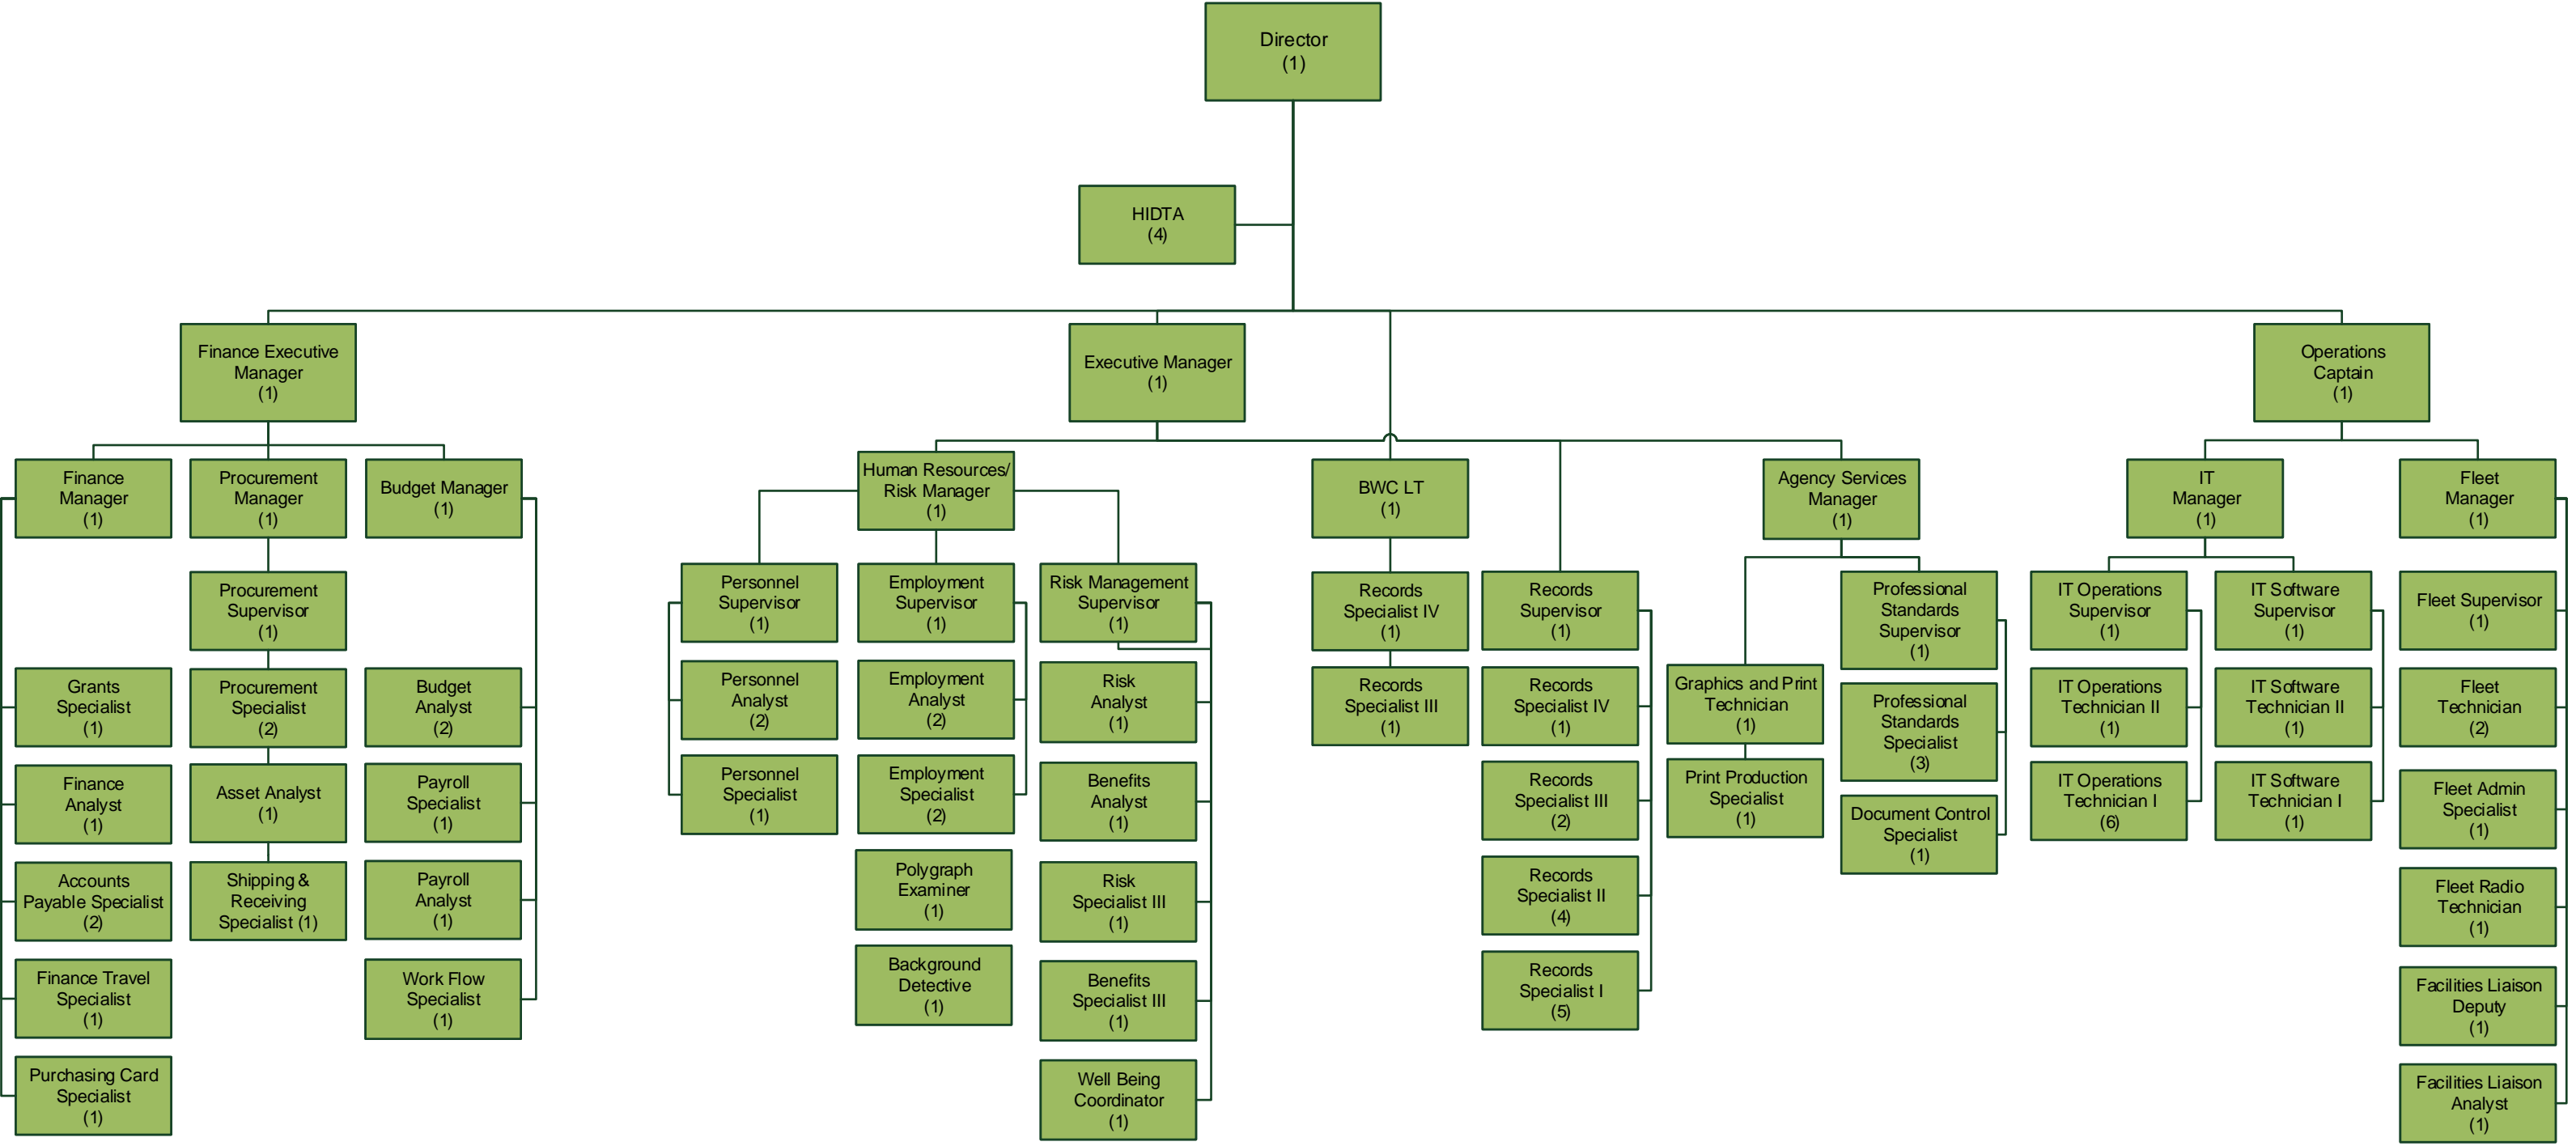 Director
(1)
HIDTA
(4)
Finance Executive
Manager
(1)
Executive Manager
(1)
Operations
Captain
(1)
Finance
Manager
(1)
Grants
Specialist
(1)
Finance
Analyst
(1)
Accounts
Payable Specialist
(2)
Finance Travel
Specialist
(1)
Purchasing Card
Specialist
(1)
Procurement
Manager
(1)
Procurement
Supervisor
(1)
Procurement
Specialist
(2)
Asset Analyst
(1)
Shipping &
Receiving
Specialist (1)
Budget Manager
(1)
Budget
Analyst
(2)
Payroll
Specialist
(1)
Payroll
Analyst
(1)
Work Flow
Specialist
(1)
Human Resources/
Risk Manager
(1)
Personnel
Supervisor
(1)
Personnel
Analyst
(2)
Personnel
Specialist
(1)
Employment
Supervisor
(1)
Employment
Analyst
(2)
Employment
Specialist
(2)
Polygraph
Examiner
(1)
Background
Detective
(1)
Risk Management
Supervisor
(1)
Risk
Analyst
(1)
Benefits
Analyst
(1)
Risk
Specialist III
(1)
Benefits
Specialist III
(1)
Well Being
Coordinator
(1)
BWC LT
(1)
Records
Specialist IV
(1)
Records
Specialist III
(1)
Records
Supervisor
(1)
Records
Specialist IV
(1)
Records
Specialist III
(2)
Records
Specialist II
(4)
Records
Specialist I
(5)
Agency Services
Manager
(1)
Graphics and Print
Technician
(1)
Print Production
Specialist
(1)
Professional
Standards
Supervisor
(1)
Professional
Standards
Specialist
(3)
Document Control
Specialist
(1)
IT
Manager
(1)
IT Operations
Supervisor
(1)
IT Operations
Technician II
(1)
IT Operations
Technician I
(6)
IT Software
Supervisor
(1)
IT Software
Technician II
(1)
IT Software
Technician I
(1)
Fleet
Manager
(1)
Fleet Supervisor
(1)
Fleet
Technician
(2)
Fleet Admin
Specialist
(1)
Fleet Radio
Technician
(1)
Facilities Liaison
Deputy
(1)
Facilities Liaison
Analyst
(1)